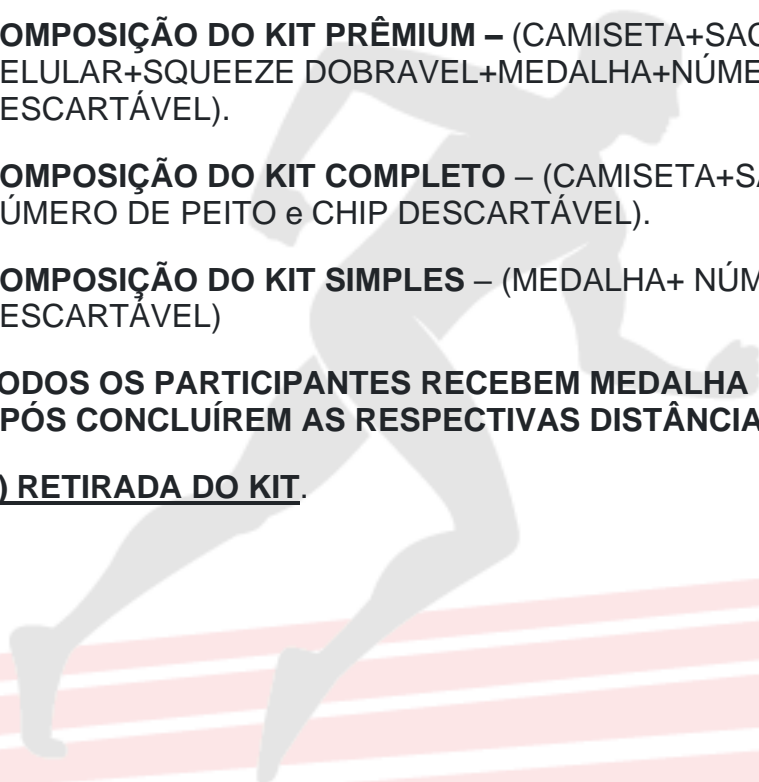 OMPOSIÇÃO DO KIT PRÊMIUM – (CAMISETA+SAC
ELULAR+SQUEEZE DOBRAVEL+MEDALHA+NÚME
ESCARTÁVEL).
OMPOSIÇÃO DO KIT COMPLETO – (CAMISETA+SA
ÚMERO DE PEITO e CHIP DESCARTÁVEL).
OMPOSIÇÃO DO KIT SIMPLES – (MEDALHA+ NÚM
ESCARTÁVEL)
ODOS OS PARTICIPANTES RECEBEM MEDALHA
PÓS CONCLUÍREM AS RESPECTIVAS DISTÂNCIA
) RETIRADA DO KIT.